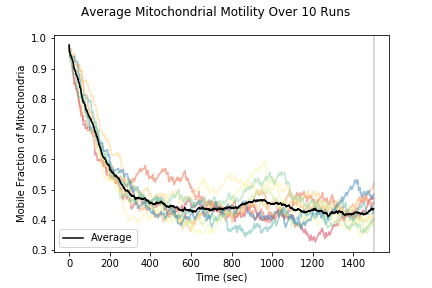 Average Mitochondrial Motility Over 10 Runs
1.0
0.9
0.8
0.7
0.6
0.5
0.4
0.3
Mobile Fraction of Mitochondria
Average
0 200 400 600 800 1000 1200 1400
Time (sec)